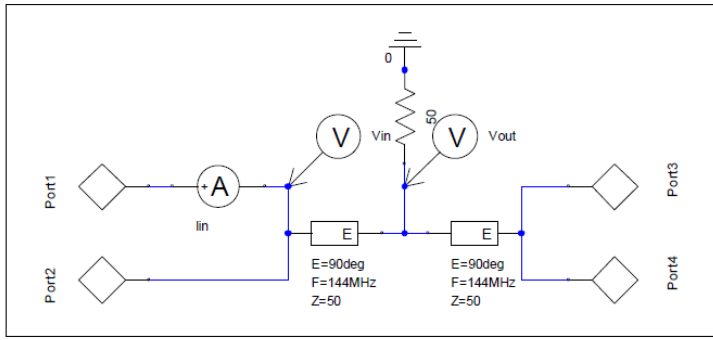 0
50
V
Vin
V
Vout
Port1
+ A
Iin
Port3
Port2
E
E
Port4
E=90deg
F=144MHz
Z=50
E=90deg
F=144MHz
Z=50